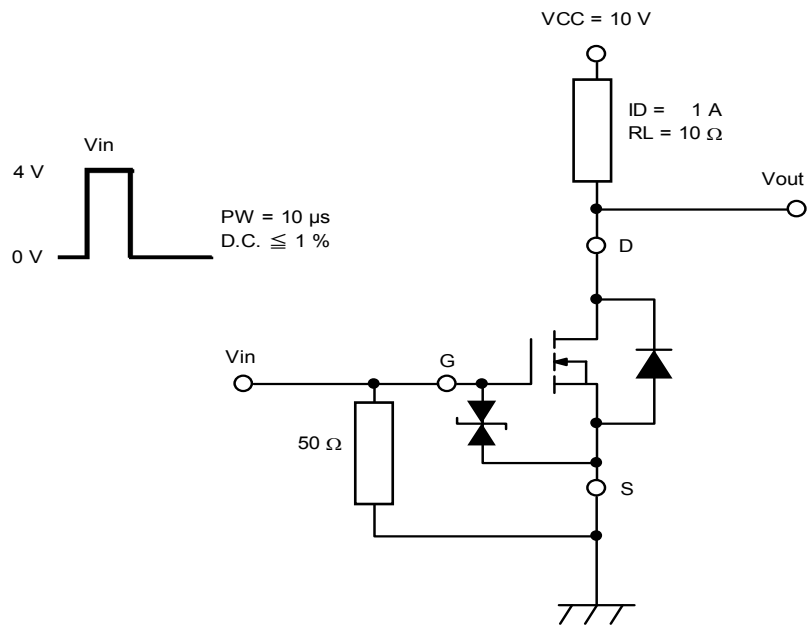 VCC = 10 V
ID = 1 A
RL = 10 Ω
Vin
4 V
Vout
PW = 10 µs
D.C. ≦ 1 %
0 V
D
Vin
G
50 Ω
S